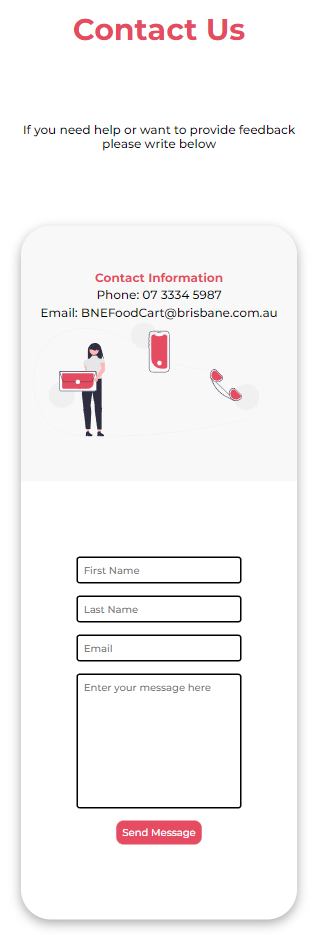 Contact Us
If you need help or want to provide feedback
please write below
Contact Information
Phone: 07 3334 5987
Email: BNEFoodCart@brisbane.com.au
First Name
Last Name
Email
Enter your message here
Send Message